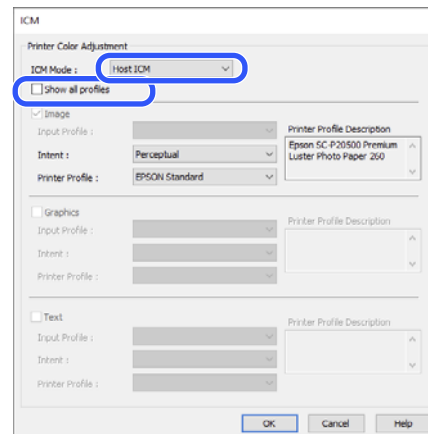 ICM
Printer Color Adjustment
ICM Mode : Host ICM
Show all profiles
Image
Input Profile :
Printer Profile Description
Intent : Perceptual
Epson SC-P20500 Premium
Luster Photo Paper 260
Printer Profile : EPSON Standard
Graphics
Input Profile :
Printer Profile Description
Intent :
Printer Profile :
Text
Input Profile :
Printer Profile Description
Intent :
Printer Profile :
OK Cancel Help